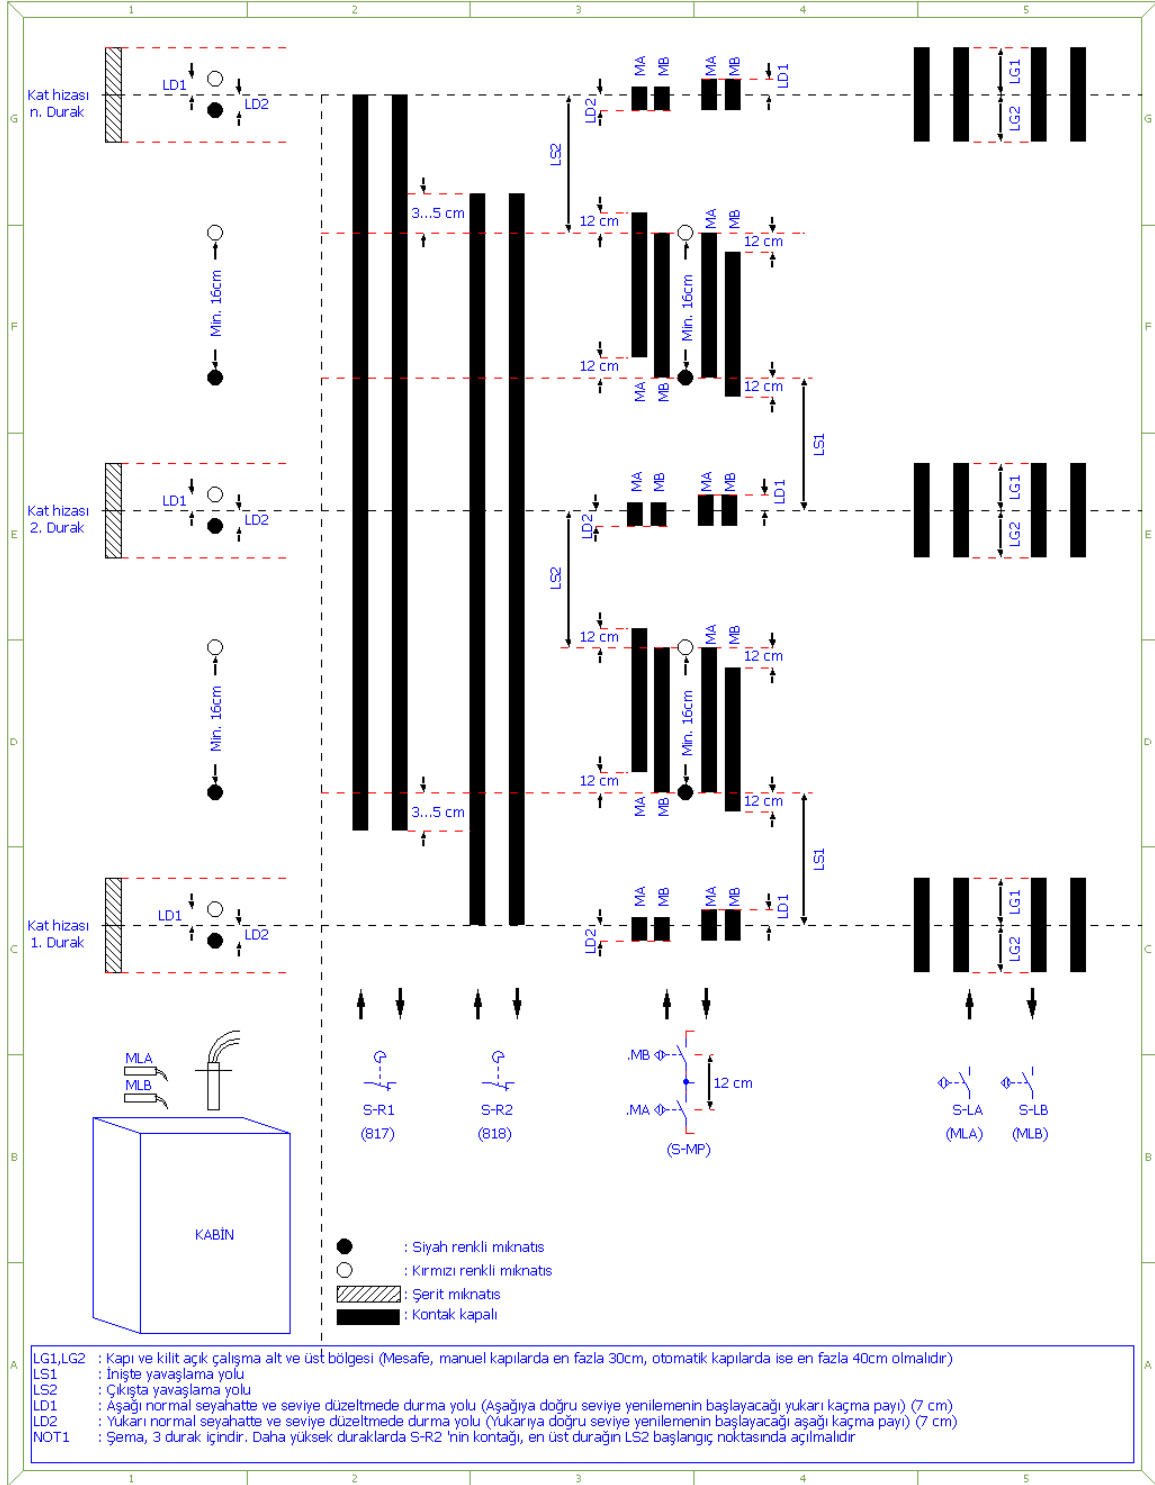 1 2 3 4 5
G G
F F
E E
D D
C C
B B
A A
Kat hizası
n. Durak
LD1
LD2
3...5 cm
LS2
LD2
MA
MB
MA
MB
LD1
LG1
LG2
12 cm
MA
MB
12 cm
Min. 16cm
Min. 16cm
12 cm
MA
MB
12 cm
LS1
Kat hizası
2. Durak
LD1
LD2
LD2
MA
MB
MA
MB
LD1
LG1
LG2
LS2
12 cm
MA
MB
12 cm
Min. 16cm
Min. 16cm
12 cm
MA
MB
12 cm
3...5 cm
LS1
Kat hizası
1. Durak
LD1
LD2
LD2
MA
MB
MA
MB
LD1
LG1
LG2
MLA
MLB
KABİN
S-R1
(817)
S-R2
(818)
.MB
.MA
12 cm
(S-MP)
S-LA
(MLA)
S-LB
(MLB)
: Siyah renkli mıknatıs
: Kırmızı renkli mıknatıs
: Şerit mıknatıs
: Kontak kapalı
LG1,LG2 : Kapı ve kilit açık çalışma alt ve üst bölgesi (Mesafe, manuel kapılarda en fazla 30cm, otomatik kapılarda ise en fazla 40cm olmalıdır)
LS1 : İnişte yavaşlama yolu
LS2 : Çıkışta yavaşlama yolu
LD1 : Aşağı normal seyahatte ve seviye düzeltmede durma yolu (Aşağıya doğru seviye yenilemenin başlayacağı yukarı kaçma payı) (7 cm)
LD2 : Yukarı normal seyahatte ve seviye düzeltmede durma yolu (Yukarıya doğru seviye yenilemenin başlayacağı aşağı kaçma payı) (7 cm)
NOT1 : Şema, 3 durak içindir. Daha yüksek duraklarda S-R2 'nin kontağı, en üst durağın LS2 başlangıç noktasında açılmalıdır
1 2 3 4 5